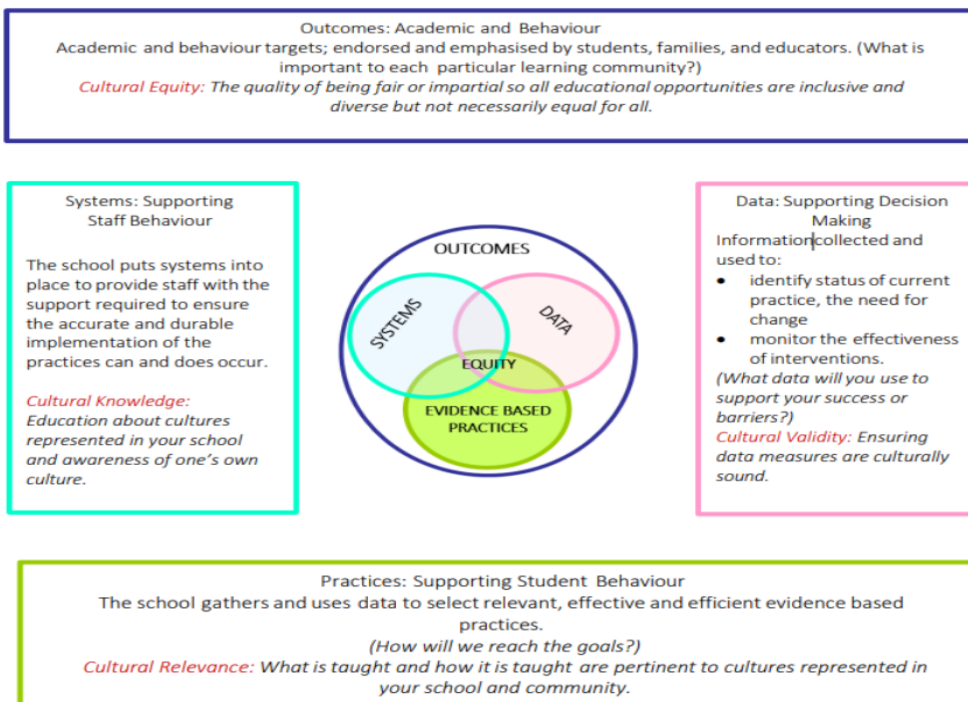 Outcomes: Academic and Behaviour
Academic and behaviour targets; endorsed and emphasised by students, families, and educators. (What is
important to each particular learning community?)
Cultural Equity: The quality of being fair or impartial so all educational opportunities are inclusive and
diverse but not necessarily equal for all.
Systems: Supporting
Staff Behaviour
The school puts systems into
place to provide staff with the
support required to ensure
the accurate and durable
implementation of the
practices can and does occur.
Cultural Knowledge:
Education about cultures
represented in your school
and awareness of one's own
culture.
OUTCOMES
SYSTEMS
DATA
EQUITY
EVIDENCE BASED
PRACTICES
Data: Supporting Decision
Making
Information collected and
used to:
• identify status of current
practice, the need for
change
• monitor the effectiveness
of interventions.
(What data will you use to
support your success or
barriers?)
Cultural Validity: Ensuring
data measures are culturally
sound.
Practices: Supporting Student Behaviour
The school gathers and uses data to select relevant, effective and efficient evidence based
practices.
(How will we reach the goals?)
Cultural Relevance: What is taught and how it is taught are pertinent to cultures represented in
your school and community.